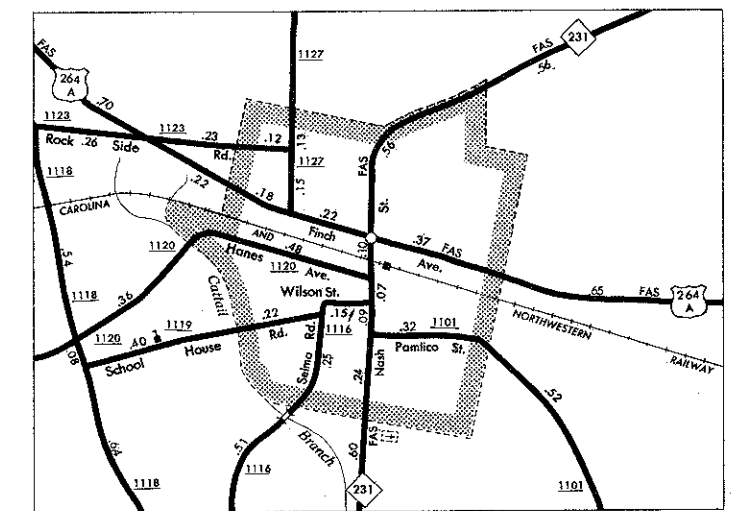 FAS
231
FAS
.56
1127
264
A
.70
1123
1123
.23
.12
.13
Rock .26 Side Rd.
1127
.56
FAS
1118
.22
.15
.18
St.
CAROLINA
AND
Finch
.22
.10
.37 FAS
Ave.
1120
Hanes
.48
1120 Ave.
.54
Cattail
.65
FAS
264
A
Wilson St.
.07
NORTHWESTERN
1118
.36
.22
.15
.09
1119
1116
.32
1101
1120
.40
House
Rd.
Selma Rd.
Pamlico St.
RAILWAY
.08
School
.25
Nash
.24
.52
Branch
.51
.60
FAS
.64
1116
231
1118
1101